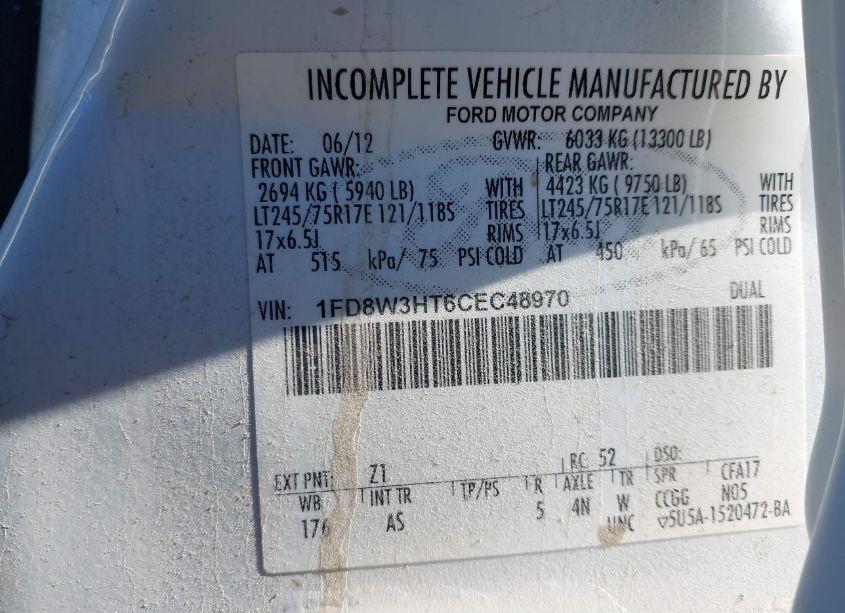 INCOMPLETE VEHICLE MANUFACTURED BY
FORD MOTOR COMPANY
DATE: 06/12 GVWR: 6033 KG (13300 LB)
FRONT GAWR: REAR GAWR:
2694 KG ( 5940 LB) WITH 4423 KG ( 9750 LB) WITH
LT245/75R17E 121/118S TIRES LT245/75R17E 121/118S TIRES
17x6.5J RIMS 17x6.5J RIMS
AT 515 kPa/ 75 PSI COLD AT 450 kPa/ 65 PSI COLD
VIN: 1FD8W3HT6CEC48970 DUAL
EXT PNT: Z1 RC: 52 DSO:
WB INT TR TP/PS R AXLE TR SPR CFA17
176 AS 5 4N W CCGG N05
UNC 5U5A-1520472-BA